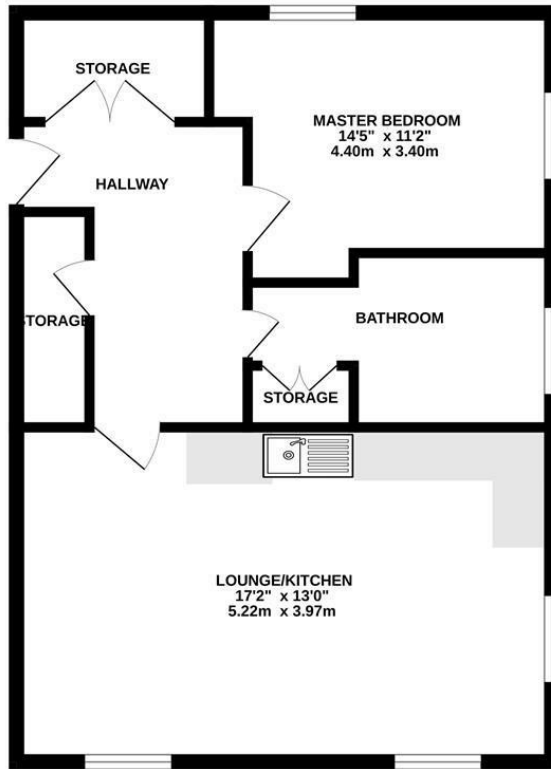 STORAGE
MASTER BEDROOM
14'5" x 11'2"
4.40m x 3.40m
HALLWAY
STORAGE
BATHROOM
STORAGE
LOUNGE/KITCHEN
17'2" x 13'0"
5.22m x 3.97m